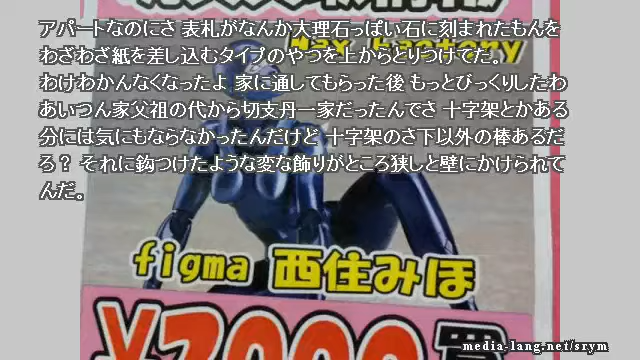 アパートなのにさ 表札がなんか大理石っぽい石に刻まれたもんを
わざわざ紙を差し込むタイプのやつを上からとりつけてた。
Max Factory
わけわかんなくなったよ 家に通してもらった後 もっとびっくりしたわ
あいつん家父祖の代から切支丹一家だったんでさ 十字架とかある
分には気にもならなかったんだけど 十字架のさ下以外の棒あるだ
ろ？ それに鈎つけたような変な飾りがところ狭しと壁にかけられて
んだ。
figma 西住みほ
¥7000買
media-lang.net/srym